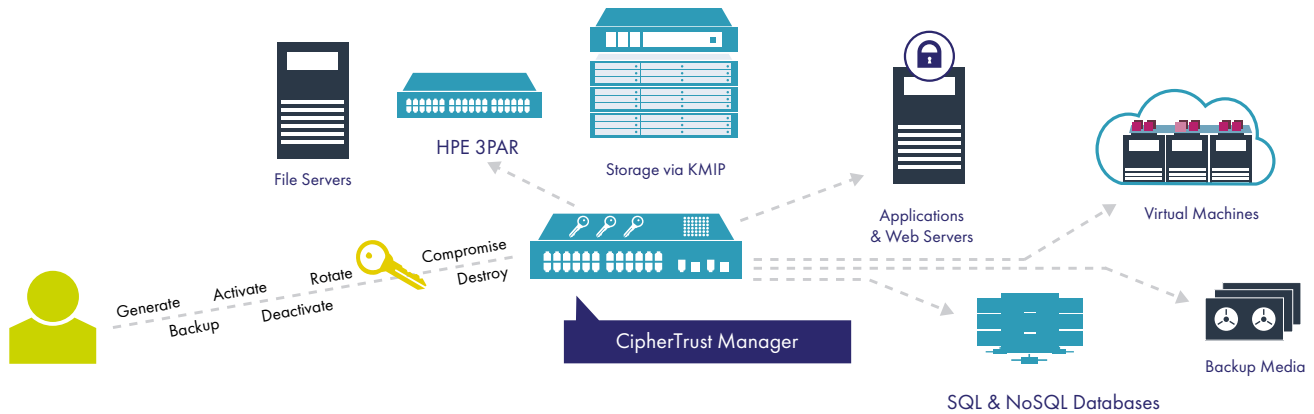 HPE 3PAR
File Servers
Storage via KMIP
Applications
& Web Servers
Virtual Machines
Generate
Activate
Rotate
Compromise
Backup
Deactivate
Destroy
CipherTrust Manager
Backup Media
SQL & NoSQL Databases